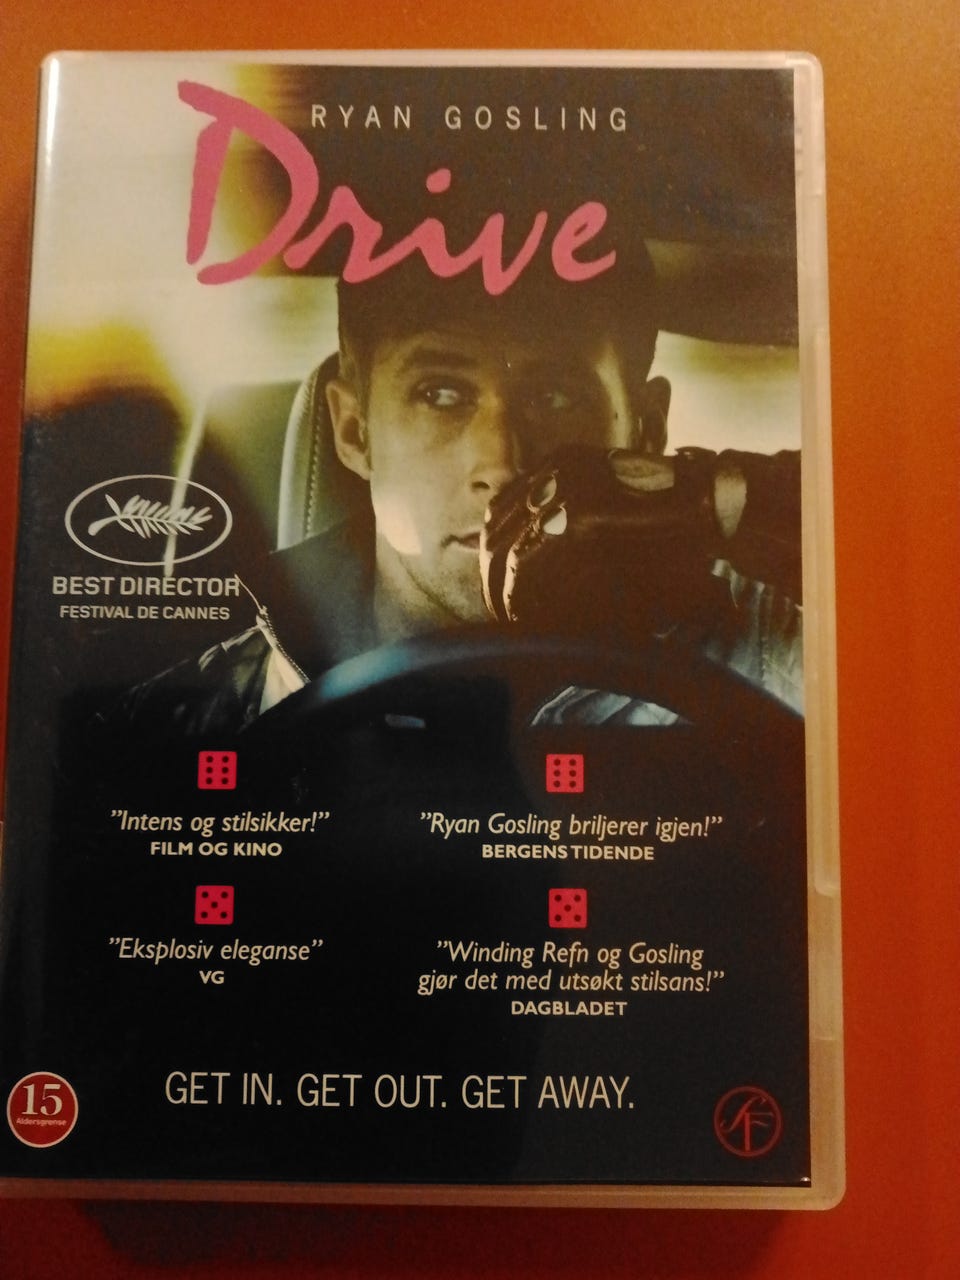 RYAN GOSLING
Drive
BEST DIRECTOR
FESTIVAL DE CANNES
”Intens og stilsikker!”
FILM OG KINO
”Ryan Gosling briljerer igjen!”
BERGENS TIDENDE
”Eksplosiv eleganse”
VG
”Winding Refn og Gosling
gjør det med utsøkt stilsans!”
DAGBLADET
GET IN. GET OUT. GET AWAY.
15
Aldersgrense
SF